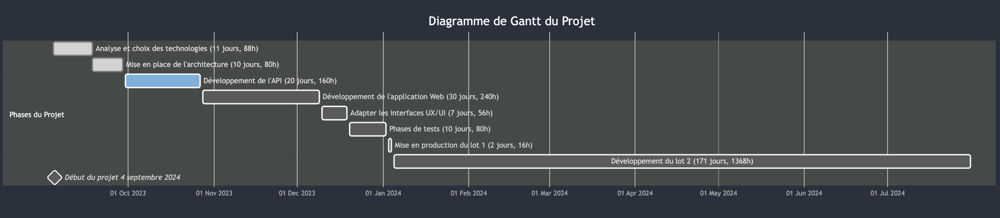 Diagramme de Gantt du Projet
Analyse et choix des technologies (11 jours, 88h)
Mise en place de l'architecture (10 jours, 80h)
Développement de l'API (20 jours, 160h)
Développement de l'application Web (30 jours, 240h)
Adapter les interfaces UX/UI (7 jours, 56h)
Phases du Projet
Phases de tests (10 jours, 80h)
Mise en production du lot 1 (2 jours, 16h)
Développement du lot 2 (171 jours, 1368h)
Début du projet 4 septembre 2024
01 Oct 2023 01 Nov 2023 01 Dec 2023 01 Jan 2024 01 Feb 2024 01 Mar 2024 01 Apr 2024 01 May 2024 01 Jun 2024 01 Jul 2024